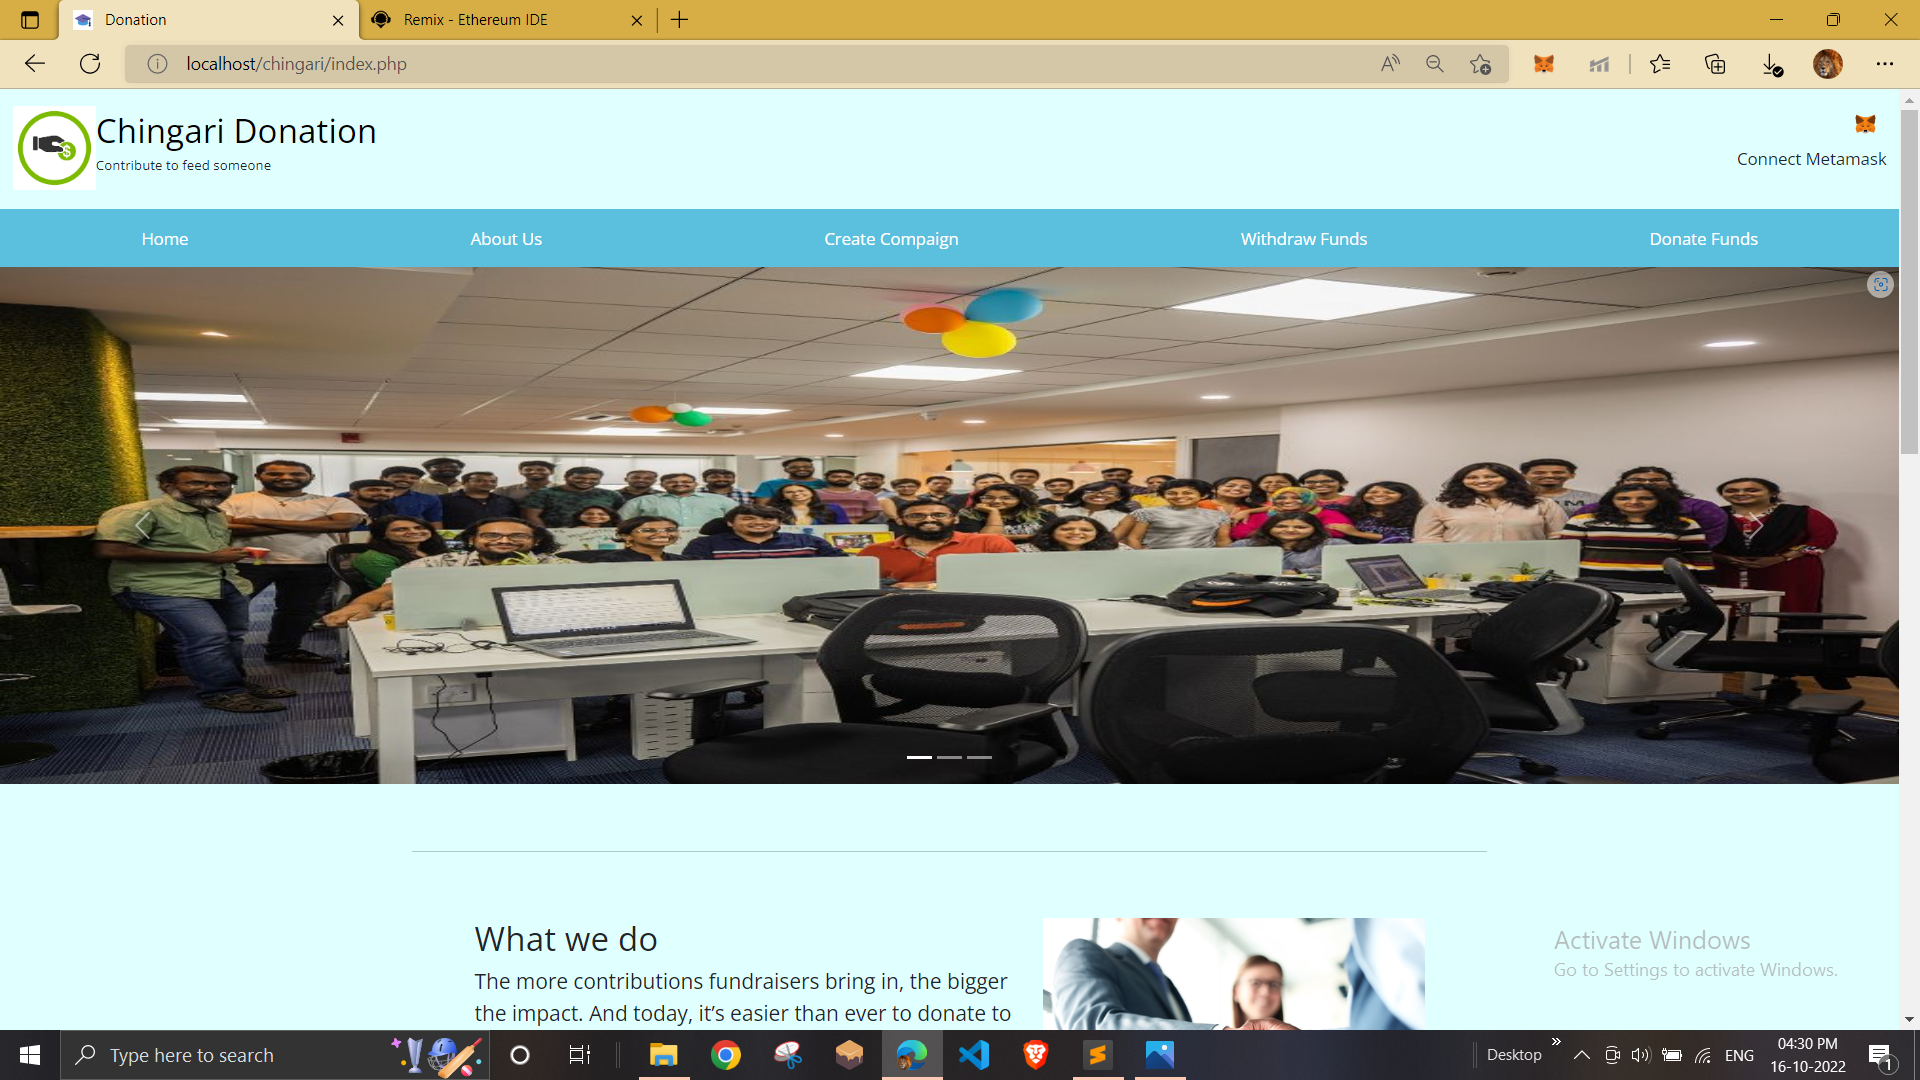 Donation
Remix - Ethereum IDE
localhost/chingari/index.php
Chingari Donation
Contribute to feed someone
Connect Metamask
Home
About Us
Create Compaign
Withdraw Funds
Donate Funds
What we do
The more contributions fundraisers bring in, the bigger
the impact. And today, it’s easier than ever to donate to
Activate Windows
Go to Settings to activate Windows.
Type here to search
Desktop
ENG
04:30 PM
16-10-2022
1